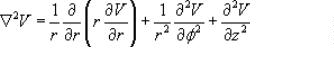 ∇²V = 1/r ∂/∂r (r ∂V/∂r) + 1/r² ∂²V/∂ϕ² + ∂²V/∂z²